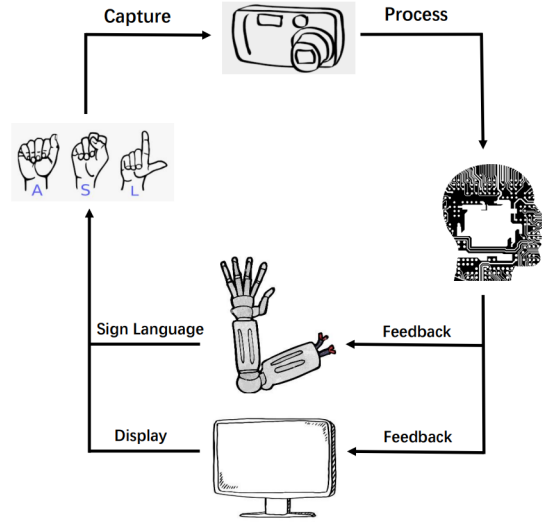 Capture
Process
A S L
Sign Language
Feedback
Display
Feedback